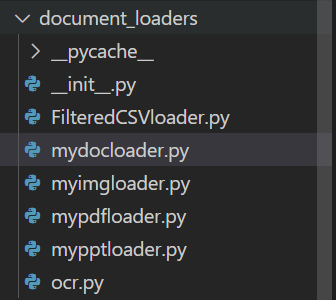 document_loaders
__pycache__
__init__.py
FilteredCSVloader.py
mydocloader.py
myimgloader.py
mypdfloader.py
mypptloader.py
ocr.py